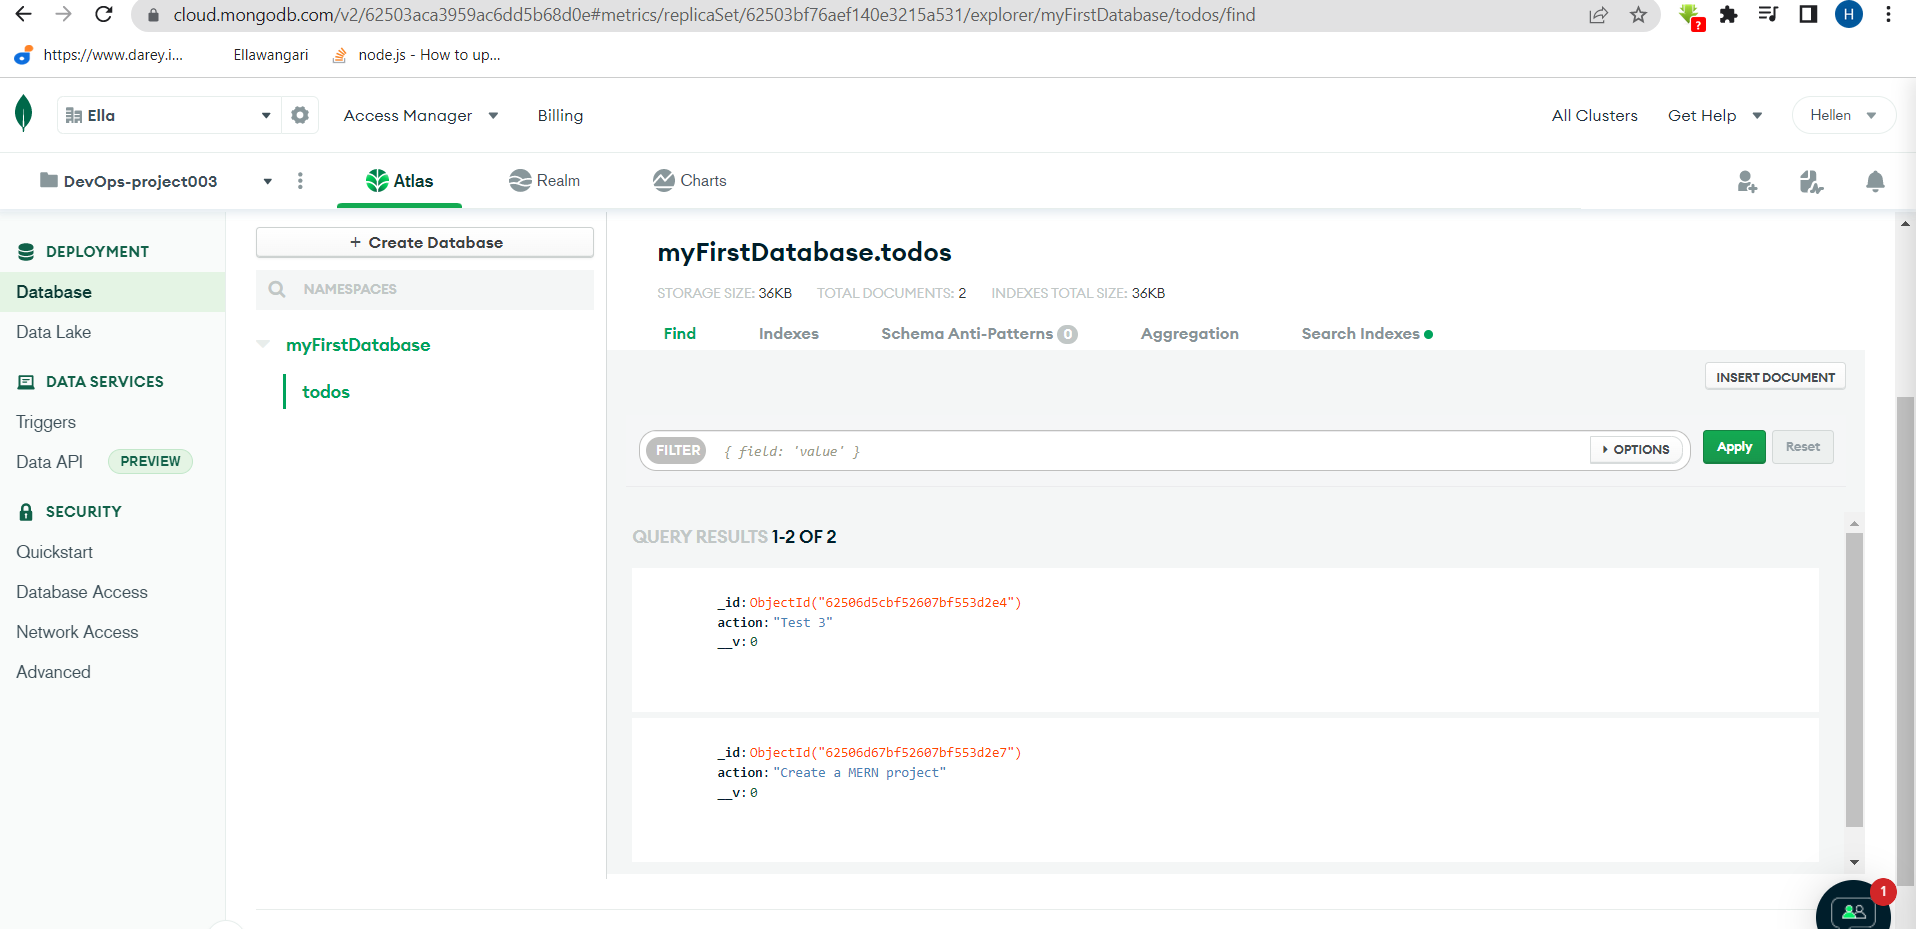 cloud.mongodb.com/v2/62503aca3959ac6dd5b68d0e#metrics/replicaSet/62503bf76aef140e3215a531/explorer/myFirstDatabase/todos/find
?
H
https://www.darey.i...
Ellawangari
node.js - How to up...
Ella
Access Manager
Billing
All Clusters
Get Help
Hellen
DevOps-project003
Atlas
Realm
Charts
DEPLOYMENT
Database
Data Lake
DATA SERVICES
Triggers
Data API PREVIEW
SECURITY
Quickstart
Database Access
Network Access
Advanced
+ Create Database
NAMESPACES
myFirstDatabase
todos
myFirstDatabase.todos
STORAGE SIZE: 36KB TOTAL DOCUMENTS: 2 INDEXES TOTAL SIZE: 36KB
Find Indexes Schema Anti-Patterns 0 Aggregation Search Indexes
INSERT DOCUMENT
FILTER { field: 'value' } OPTIONS Apply Reset
QUERY RESULTS 1-2 OF 2
_id: ObjectId("62506d5cbf52607bf553d2e4")
action: "Test 3"
__v: 0
_id: ObjectId("62506d67bf52607bf553d2e7")
action: "Create a MERN project"
__v: 0
1